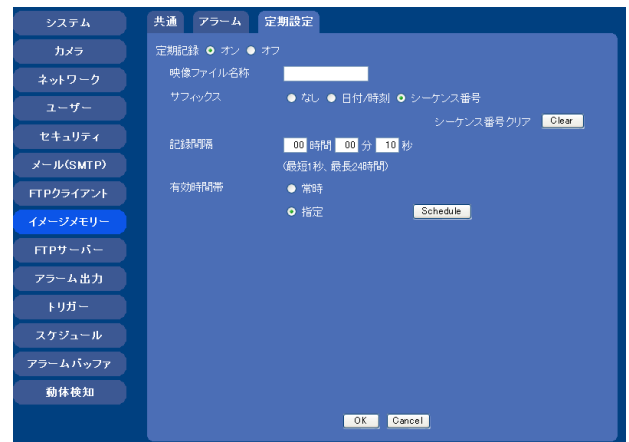 システム
カメラ
ネットワーク
ユーザー
セキュリティ
メール(SMTP)
FTPクライアント
イメージメモリー
FTPサーバー
アラーム出力
トリガー
スケジュール
アラームバッファ
動体検知
共通 アラーム 定期設定
定期記録 オン オフ
映像ファイル名称
サフィックス なし 日付/時刻 シーケンス番号
シーケンス番号クリア Clear
記録間隔 00 時間 00 分 10 秒
(最短1秒、最長24時間)
有効時間帯 常時
指定 Schedule
OK Cancel